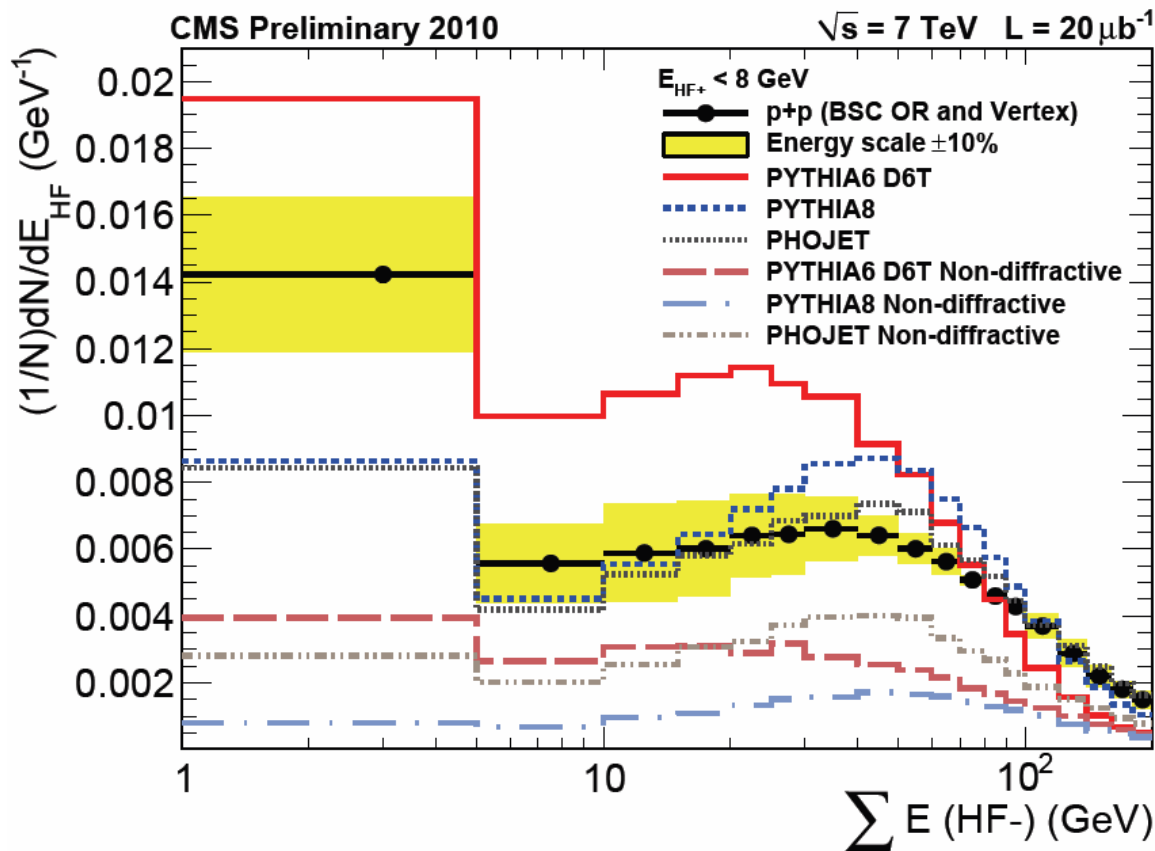 CMS Preliminary 2010 √s = 7 TeV L = 20 μb⁻¹
E_HF+ < 8 GeV
p+p (BSC OR and Vertex)
Energy scale ±10%
PYTHIA6 D6T
PYTHIA8
PHOJET
PYTHIA6 D6T Non-diffractive
PYTHIA8 Non-diffractive
PHOJET Non-diffractive
(1/N)dN/dE_HF (GeV⁻¹)
0.02
0.018
0.016
0.014
0.012
0.01
0.008
0.006
0.004
0.002
1 10 10²
∑ E (HF-) (GeV)